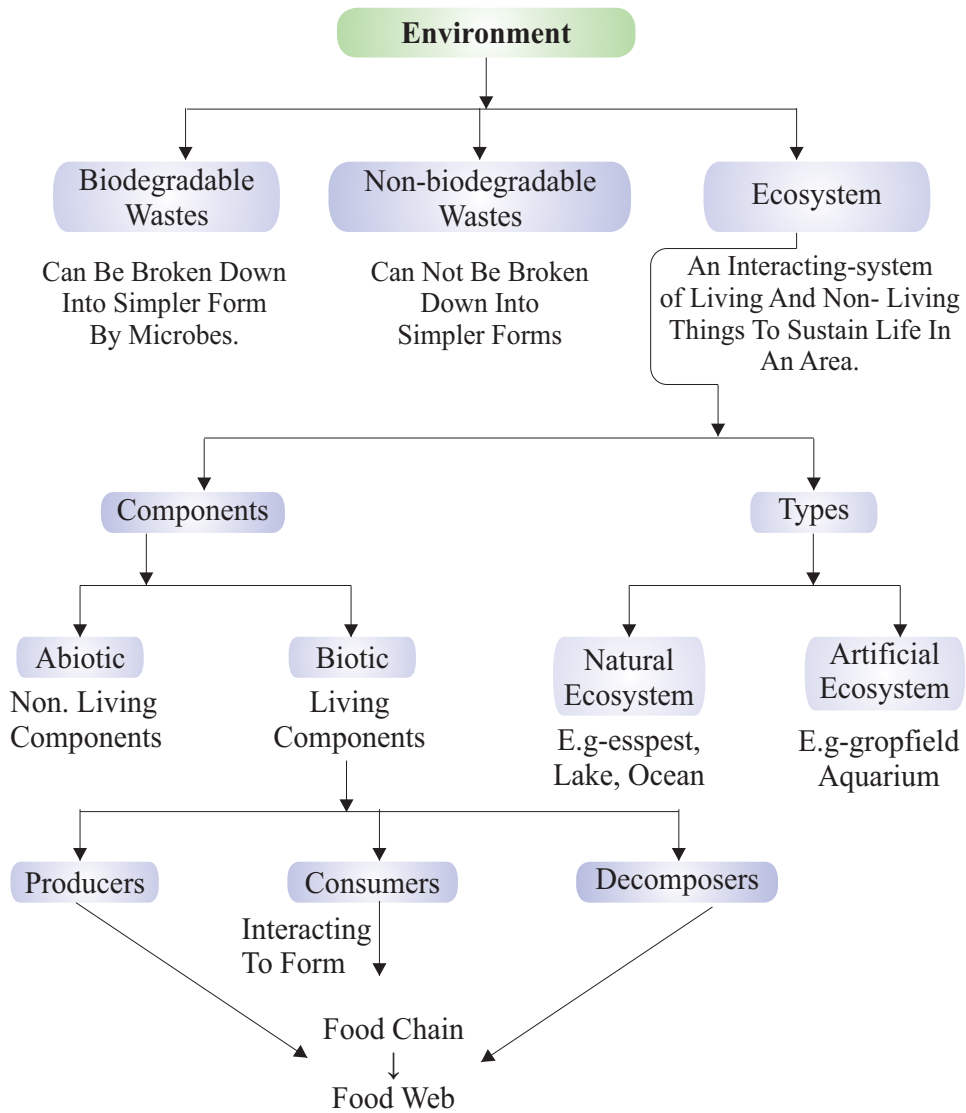 Environment
Biodegradable
Wastes
Non-biodegradable
Wastes
Ecosystem
Can Be Broken Down
Into Simpler Form
By Microbes.
Can Not Be Broken
Down Into
Simpler Forms
An Interacting-system
of Living And Non- Living
Things To Sustain Life In
An Area.
Components
Types
Abiotic
Non. Living
Components
Biotic
Living
Components
Natural
Ecosystem
E.g-esspest,
Lake, Ocean
Artificial
Ecosystem
E.g-gropfield
Aquarium
Producers
Consumers
Decomposers
Interacting
To Form
Food Chain
↓
Food Web